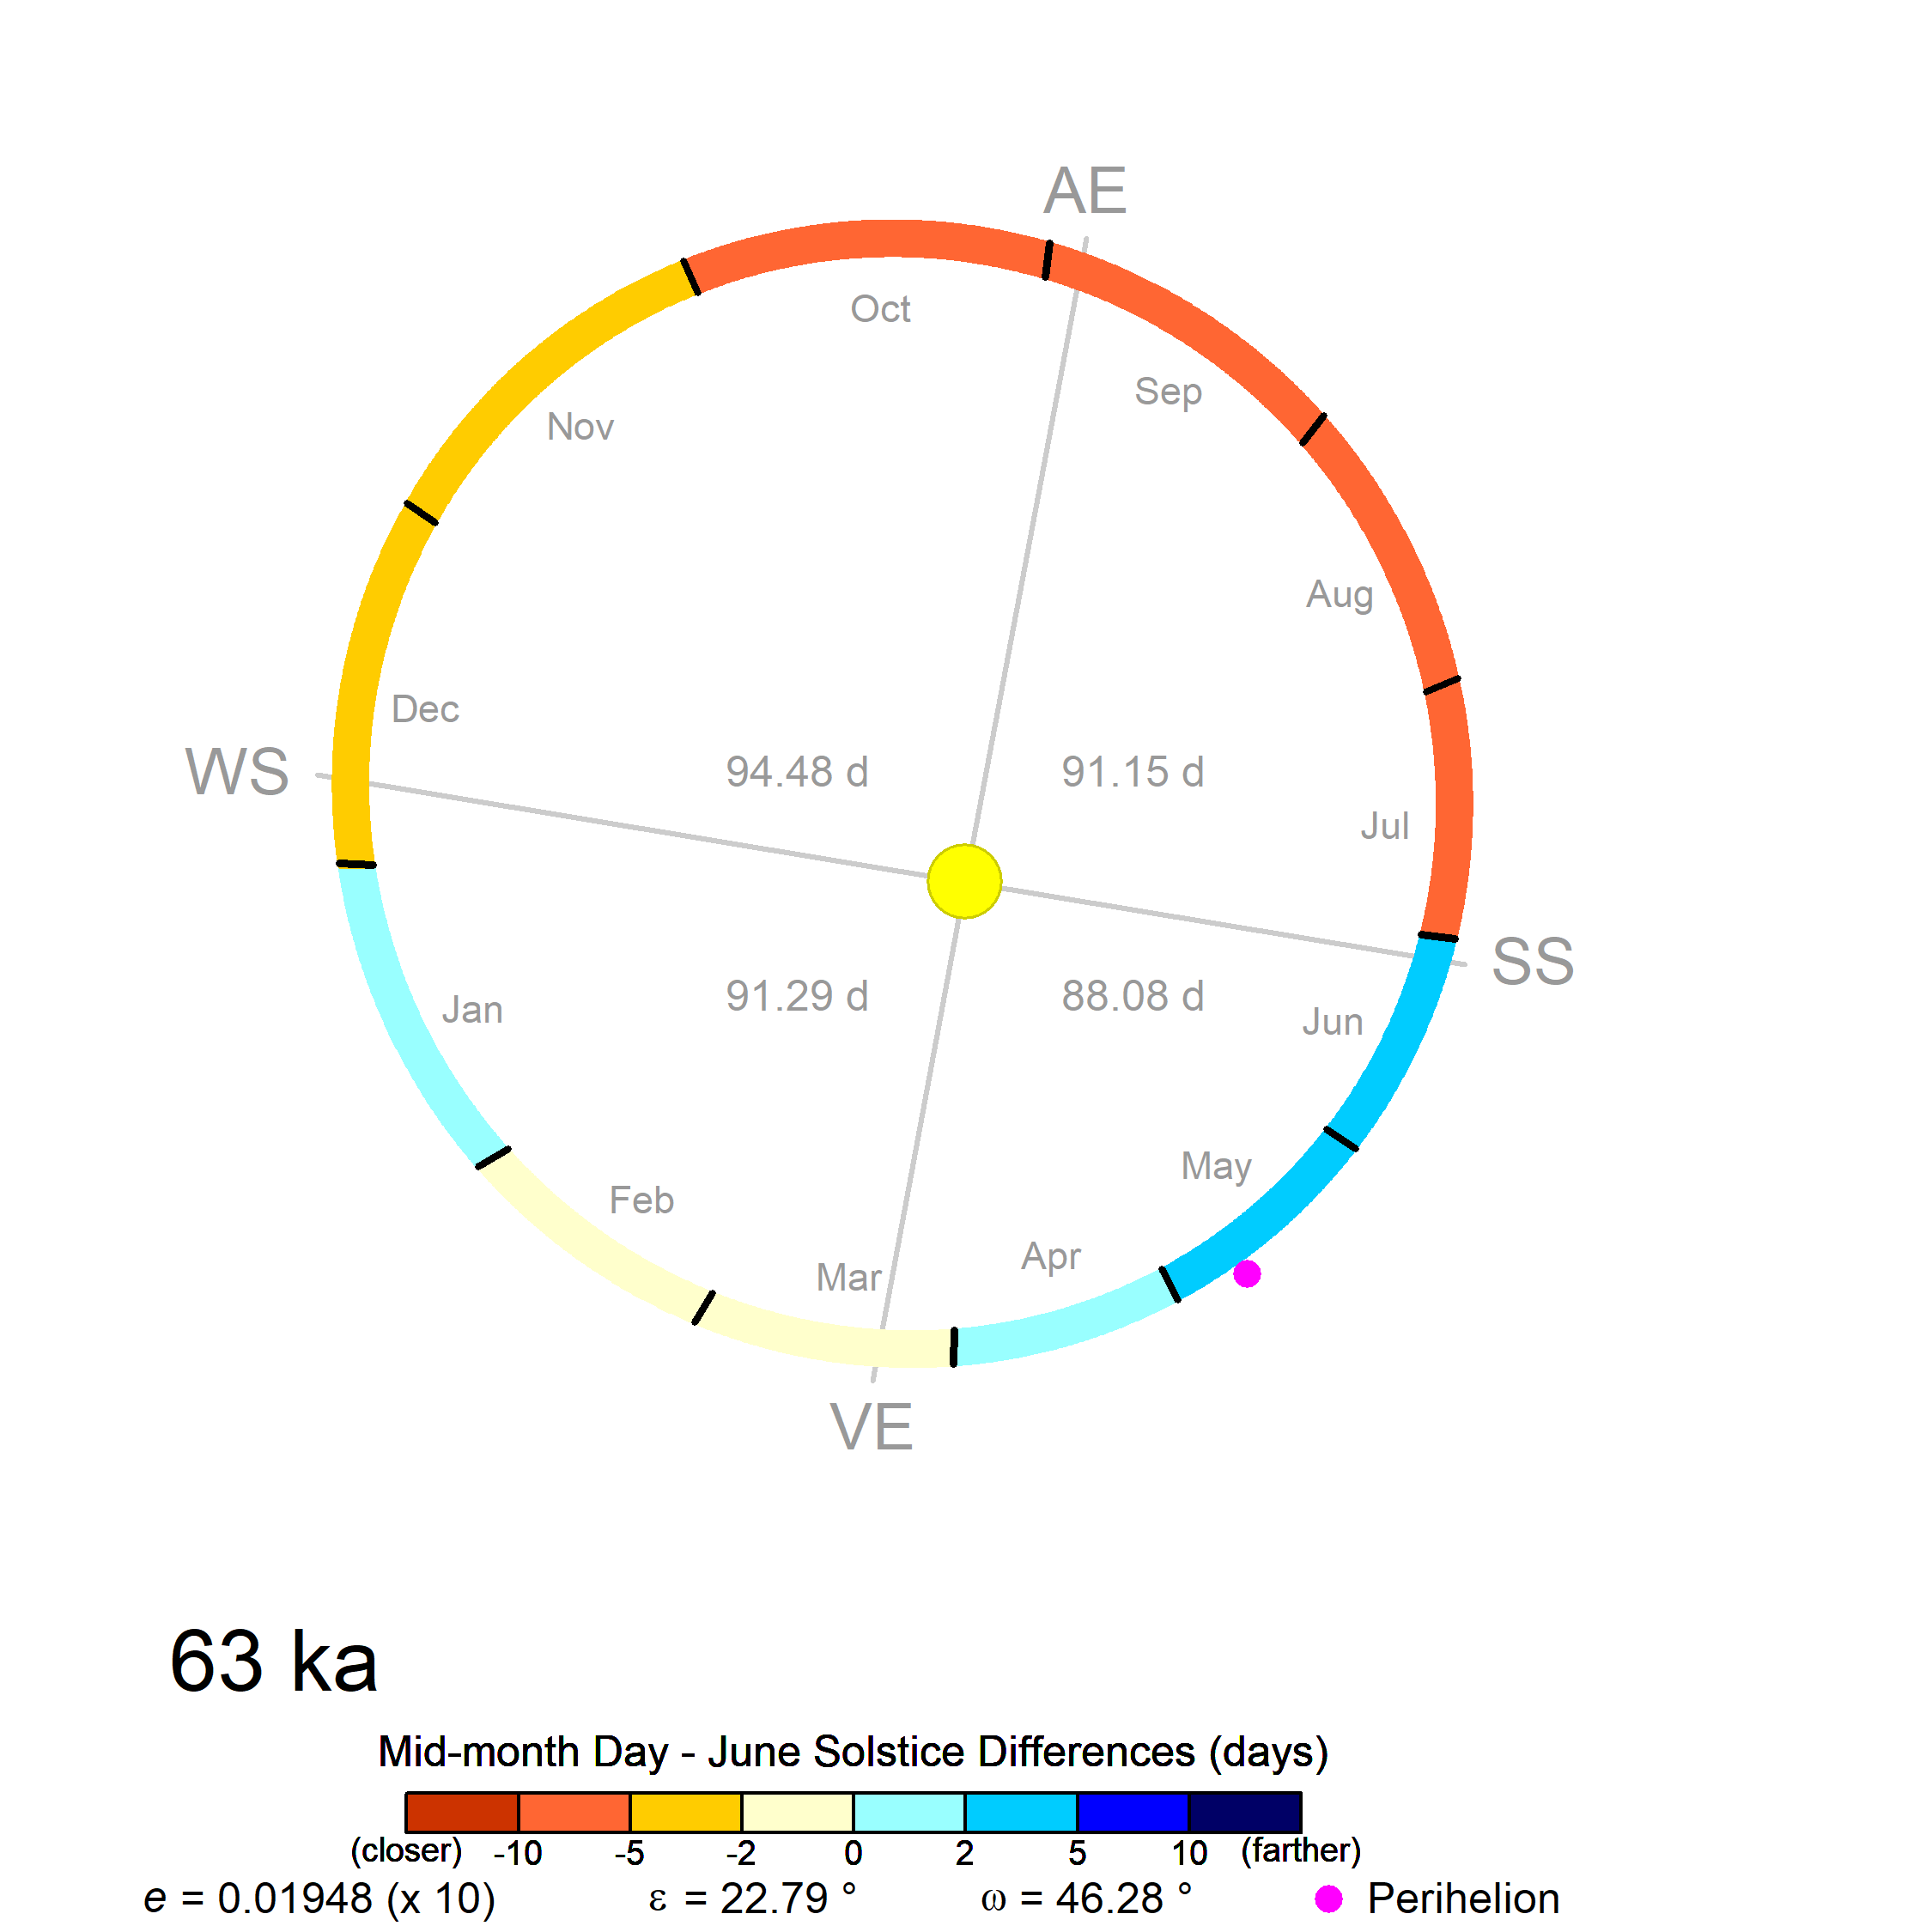 AE
Oct
Sep
Nov
Aug
Dec
WS
94.48 d
91.15 d
Jul
SS
91.29 d
88.08 d
Jan
Jun
May
Feb
Apr
Mar
VE
63 ka
Mid-month Day - June Solstice Differences (days)
(closer) -10 -5 -2 0 2 5 10 (farther)
e = 0.01948 (x 10) ε = 22.79 ° ω = 46.28 ° Perihelion